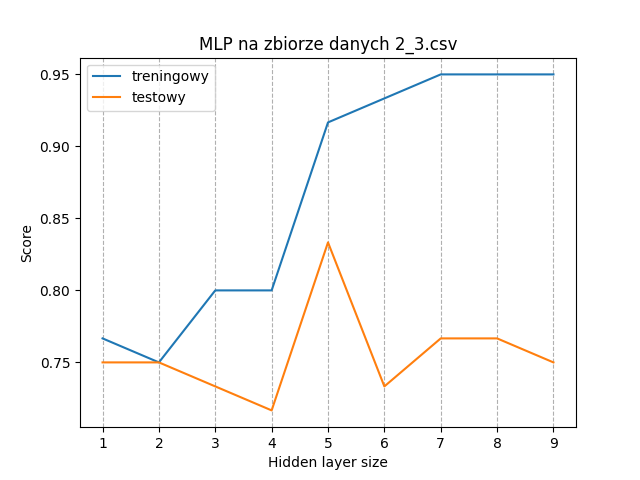 MLP na zbiorze danych 2_3.csv
treningowy
testowy
Score
0.95
0.90
0.85
0.80
0.75
1 2 3 4 5 6 7 8 9
Hidden layer size